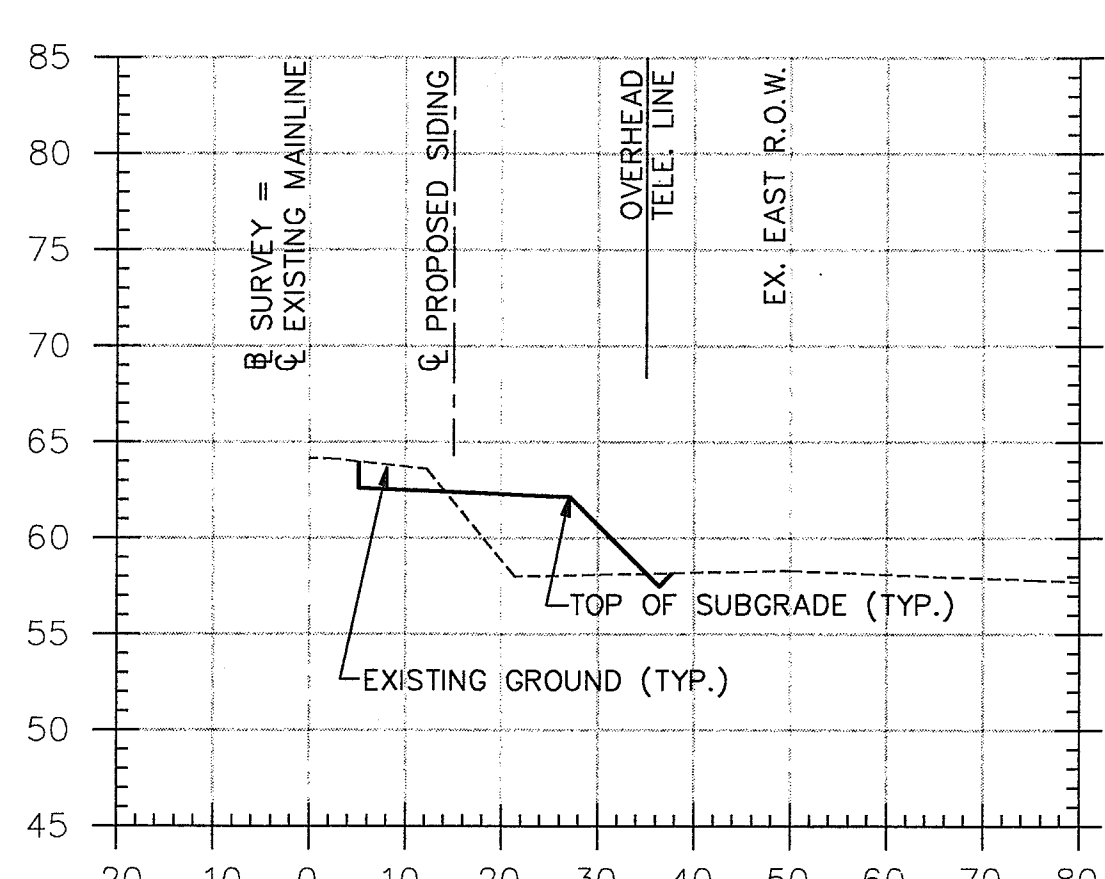 85
80
75
70
65
60
55
50
45
℄ SURVEY =
℄ EXISTING MAINLINE
℄ PROPOSED SIDING
OVERHEAD
TELE. LINE
EX. EAST R.O.W.
TOP OF SUBGRADE (TYP.)
EXISTING GROUND (TYP.)
20 10 0 10 20 30 40 50 60 70 80